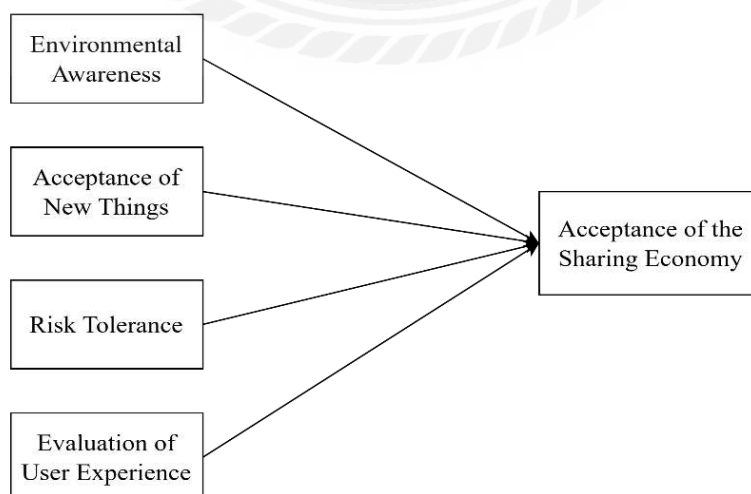 Environmental
Awareness
Acceptance of
New Things
Risk Tolerance
Evaluation of
User Experience
Acceptance of the
Sharing Economy